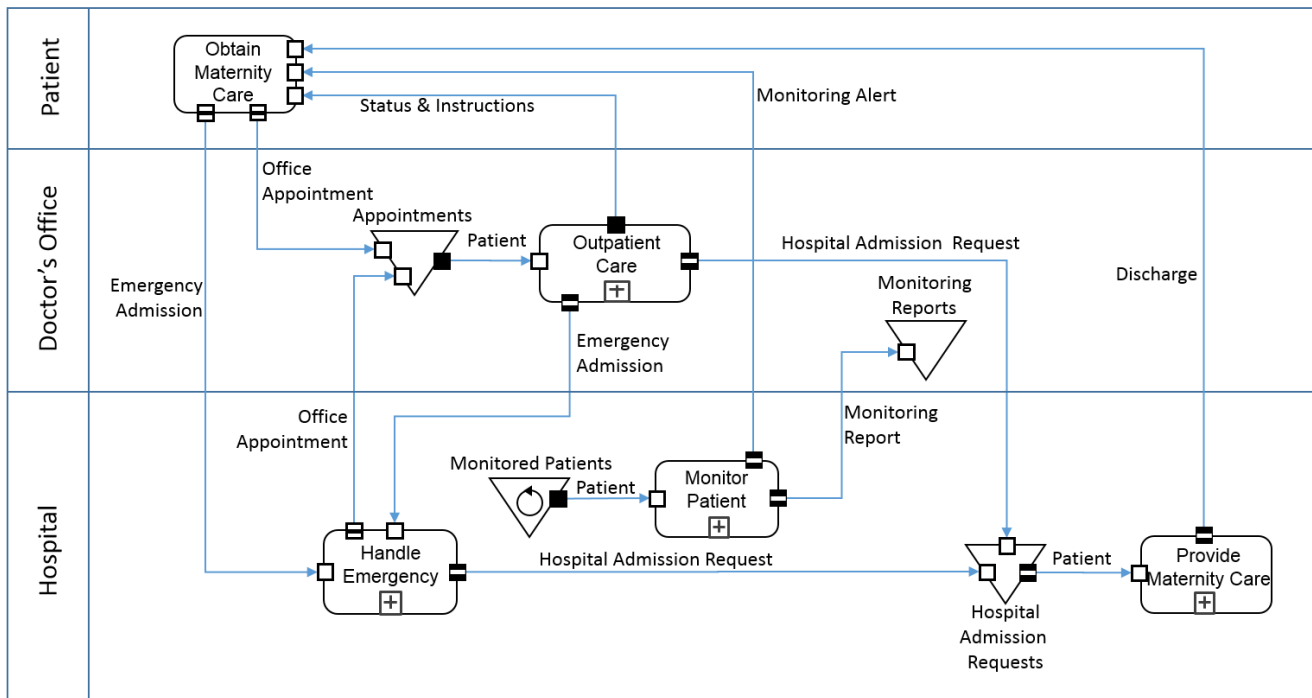 Patient
Obtain
Maternity
Care
Status & Instructions
Monitoring Alert
Doctor's Office
Office
Appointment
Appointments
Patient
Outpatient
Care
Hospital Admission Request
Emergency
Admission
Monitoring
Reports
Discharge
Emergency
Admission
Hospital
Office
Appointment
Monitoring
Report
Monitored Patients
Patient
Monitor
Patient
Handle
Emergency
Hospital Admission Request
Patient
Provide
Maternity Care
Hospital
Admission
Requests